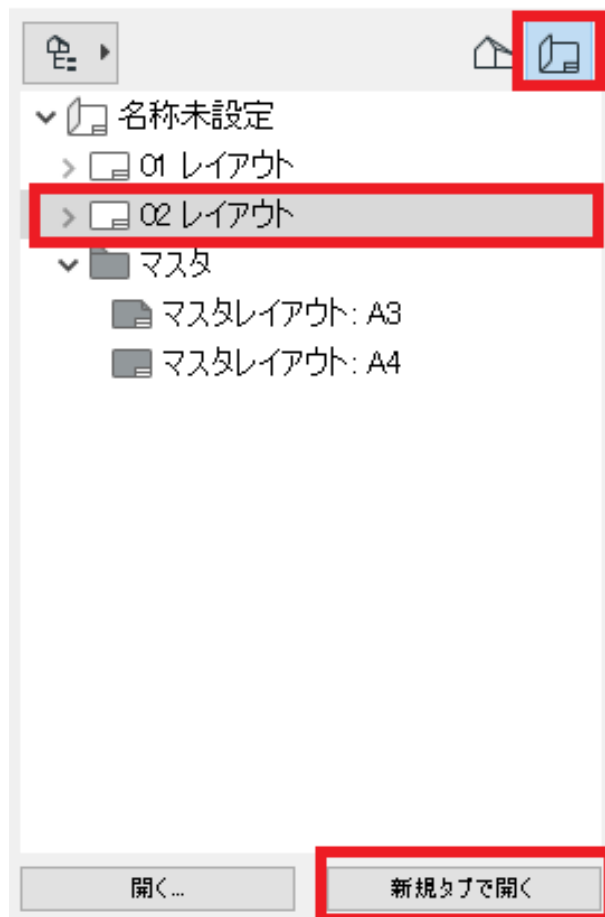 名称未設定
01 レイアウト
02 レイアウト
マスタ
マスタレイアウト: A3
マスタレイアウト: A4
開く...
新規タブで開く